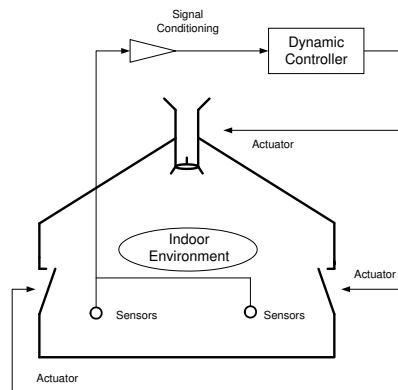 Signal
Conditioning
Dynamic
Controller
Actuator
Indoor
Environment
Actuator
Sensors
Sensors
Actuator